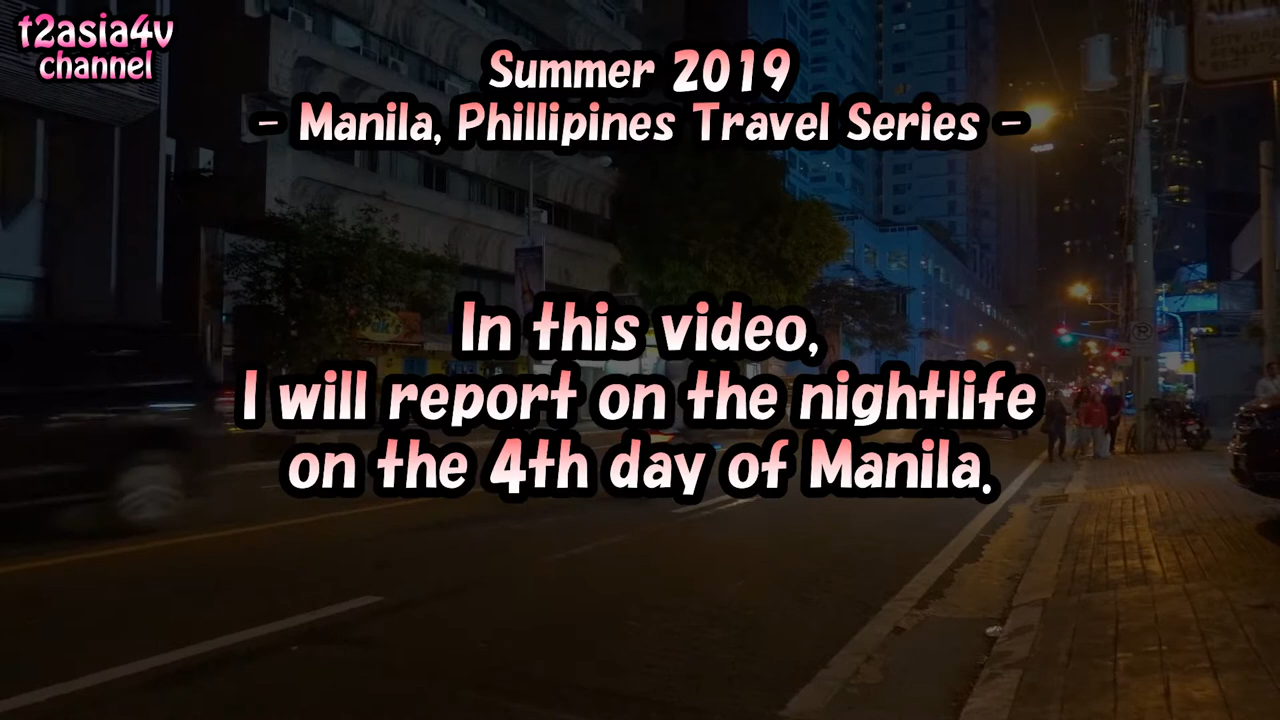 t2asia4v
channel
Summer 2019
- Manila, Phillipines Travel Series -
In this video,
I will report on the nightlife
on the 4th day of Manila.